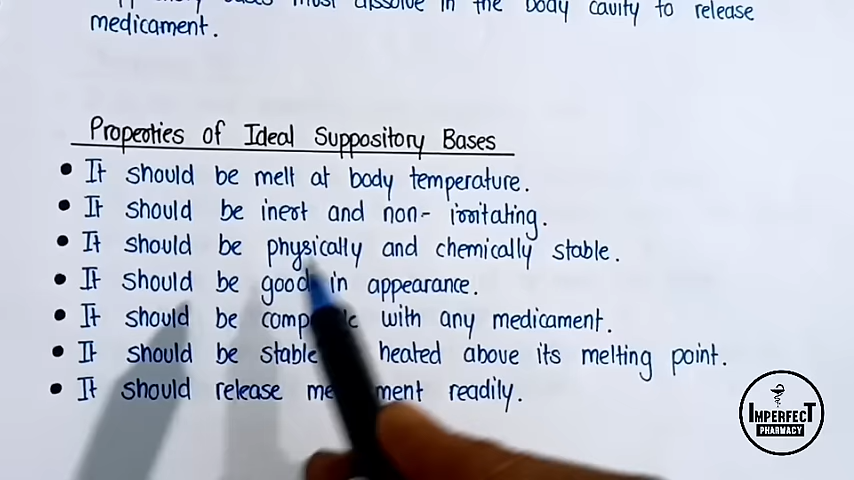 must dissolve in the body cavity to release
medicament.
Properties of Ideal Suppository Bases
• It should be melt at body temperature.
• It should be inert and non- irritating.
• It should be physically and chemically stable.
• It should be good in appearance.
• It should be with any medicament.
• It should be stable heated above its melting point.
• It should release readily.
IMPERFECT
PHARMACY